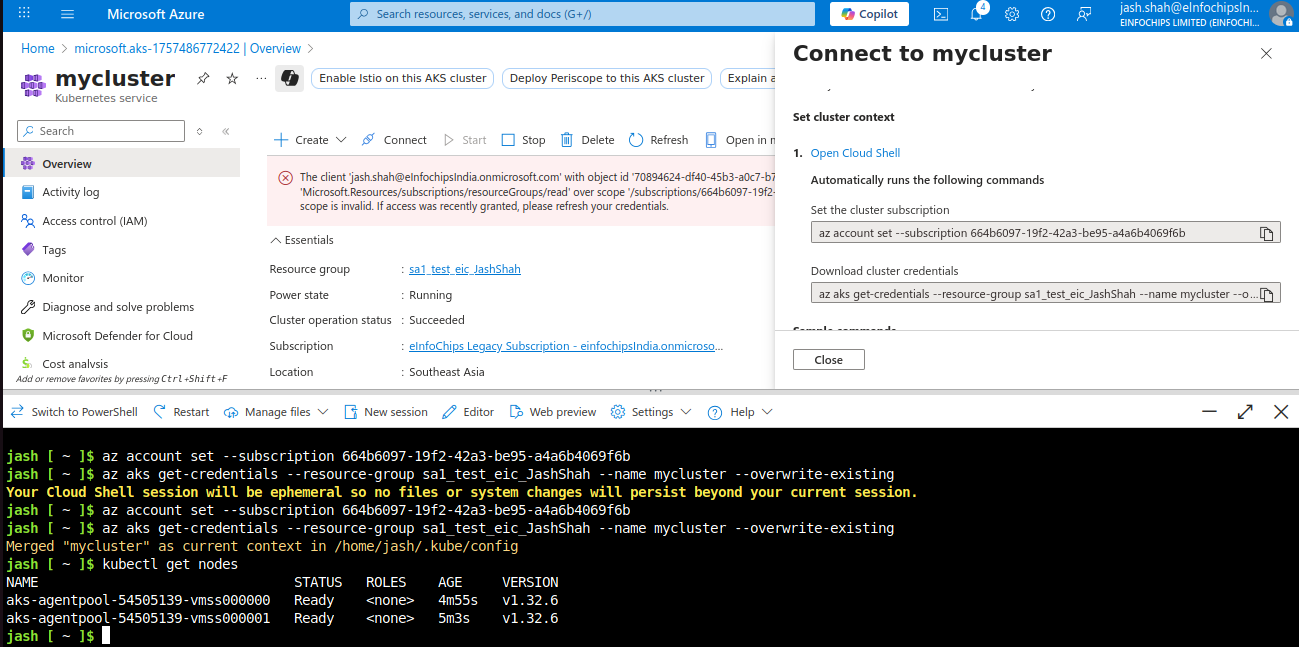 Microsoft Azure
Search resources, services, and docs (G+/)
Copilot
4
jash.shah@eInfochipsIn...
EINFOCHIPS LIMITED (EINFOCHI...
Home > microsoft.aks-1757486772422 | Overview >
mycluster
Kubernetes service
Enable Istio on this AKS cluster
Deploy Periscope to this AKS cluster
Explain a
Search
Overview
Activity log
Access control (IAM)
Tags
Monitor
Diagnose and solve problems
Microsoft Defender for Cloud
Cost analysis
Add or remove favorites by pressing Ctrl+Shift+F
Create
Connect
Start
Stop
Delete
Refresh
Open in m
The client 'jash.shah@eInfochipsIndia.onmicrosoft.com' with object id '70894624-df40-45b3-a0c7-b7
'Microsoft.Resources/subscriptions/resourceGroups/read' over scope '/subscriptions/664b6097-19f2-
scope is invalid. If access was recently granted, please refresh your credentials.
Essentials
Resource group : sa1_test_eic_JashShah
Power state : Running
Cluster operation status : Succeeded
Subscription : eInfoChips Legacy Subscription - einfochipsIndia.onmicroso...
Location : Southeast Asia
Connect to mycluster
Set cluster context
1. Open Cloud Shell
Automatically runs the following commands
Set the cluster subscription
az account set --subscription 664b6097-19f2-42a3-be95-a4a6b4069f6b
Download cluster credentials
az aks get-credentials --resource-group sa1_test_eic_JashShah --name mycluster --o...
Sample commands
Close
Switch to PowerShell
Restart
Manage files
New session
Editor
Web preview
Settings
Help
jash [ ~ ]$ az account set --subscription 664b6097-19f2-42a3-be95-a4a6b4069f6b
jash [ ~ ]$ az aks get-credentials --resource-group sa1_test_eic_JashShah --name mycluster --overwrite-existing
Your Cloud Shell session will be ephemeral so no files or system changes will persist beyond your current session.
jash [ ~ ]$ az account set --subscription 664b6097-19f2-42a3-be95-a4a6b4069f6b
jash [ ~ ]$ az aks get-credentials --resource-group sa1_test_eic_JashShah --name mycluster --overwrite-existing
Merged "mycluster" as current context in /home/jash/.kube/config
jash [ ~ ]$ kubectl get nodes
NAME STATUS ROLES AGE VERSION
aks-agentpool-54505139-vmss000000 Ready <none> 4m55s v1.32.6
aks-agentpool-54505139-vmss000001 Ready <none> 5m3s v1.32.6
jash [ ~ ]$